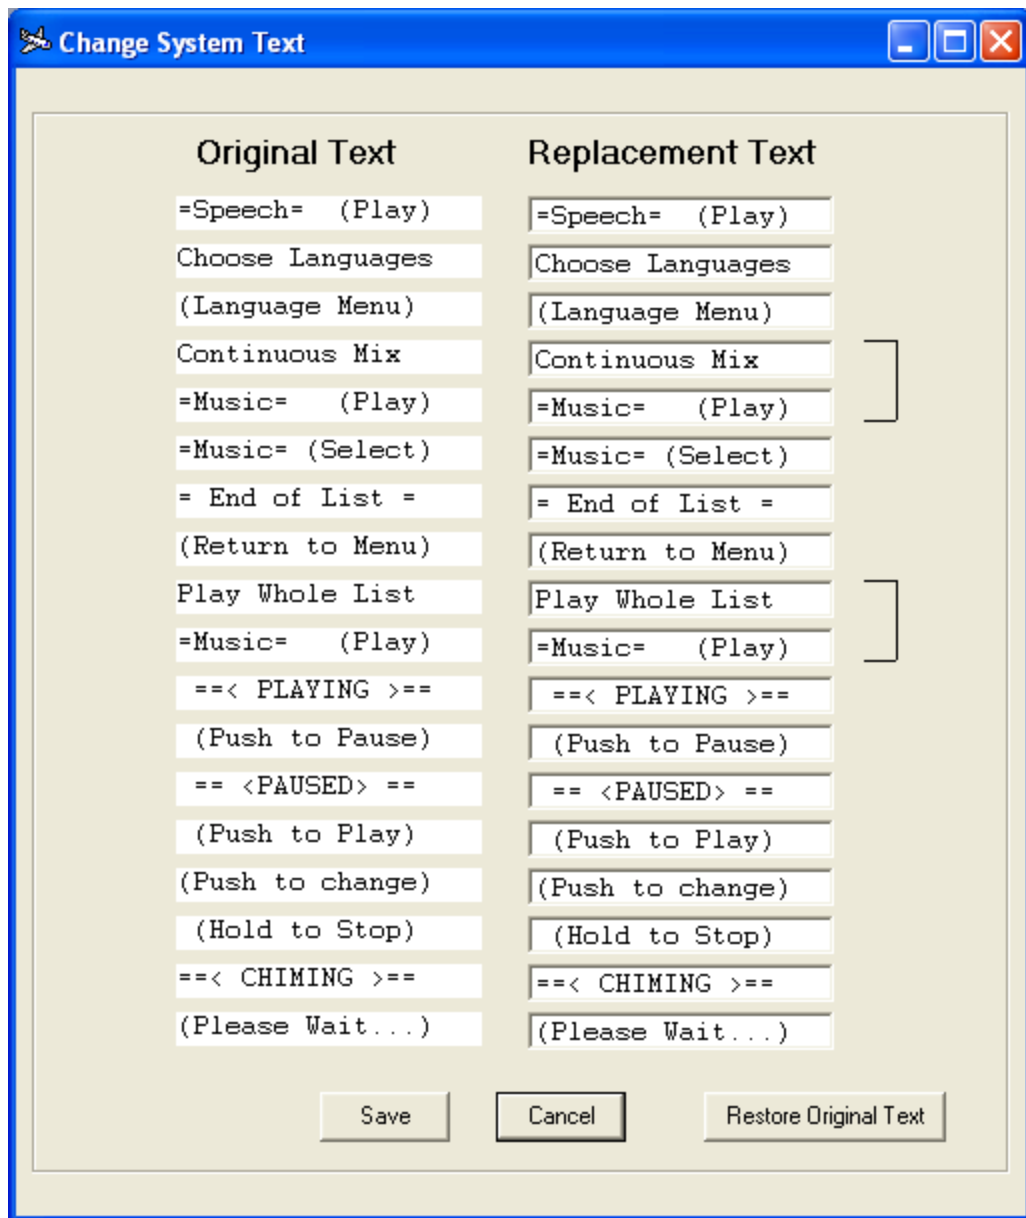 Change System Text
Original Text Replacement Text
=Speech=  (Play) =Speech=  (Play)
Choose Languages Choose Languages
(Language Menu) (Language Menu)
Continuous Mix Continuous Mix
=Music=   (Play) =Music=   (Play)
=Music= (Select) =Music= (Select)
= End of List = = End of List =
(Return to Menu) (Return to Menu)
Play Whole List Play Whole List
=Music=   (Play) =Music=   (Play)
==< PLAYING >== ==< PLAYING >==
(Push to Pause) (Push to Pause)
== <PAUSED> == == <PAUSED> ==
(Push to Play) (Push to Play)
(Push to change) (Push to change)
(Hold to Stop) (Hold to Stop)
==< CHIMING >== ==< CHIMING >==
(Please Wait...) (Please Wait...)
Save Cancel Restore Original Text